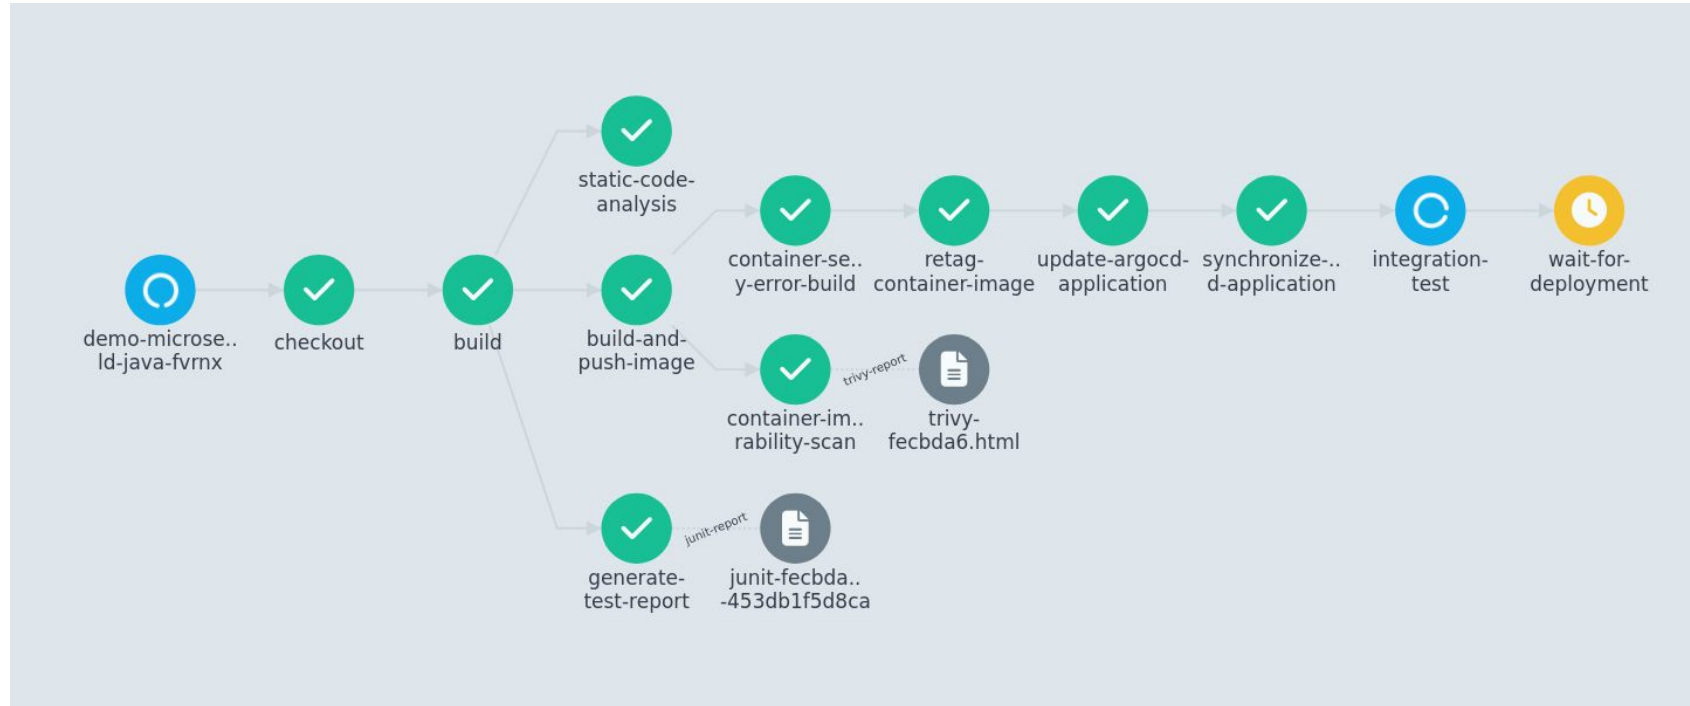 static-code-
analysis
container-se..
y-error-build
retag-
container-image
update-argocd-
application
synchronize-..
d-application
integration-
test
wait-for-
deployment
demo-microse..
ld-java-fvrnx
checkout
build
build-and-
push-image
container-im..
rability-scan
trivy-report
trivy-
fecbda6.html
generate-
test-report
junit-report
junit-fecbda..
-453db1f5d8ca